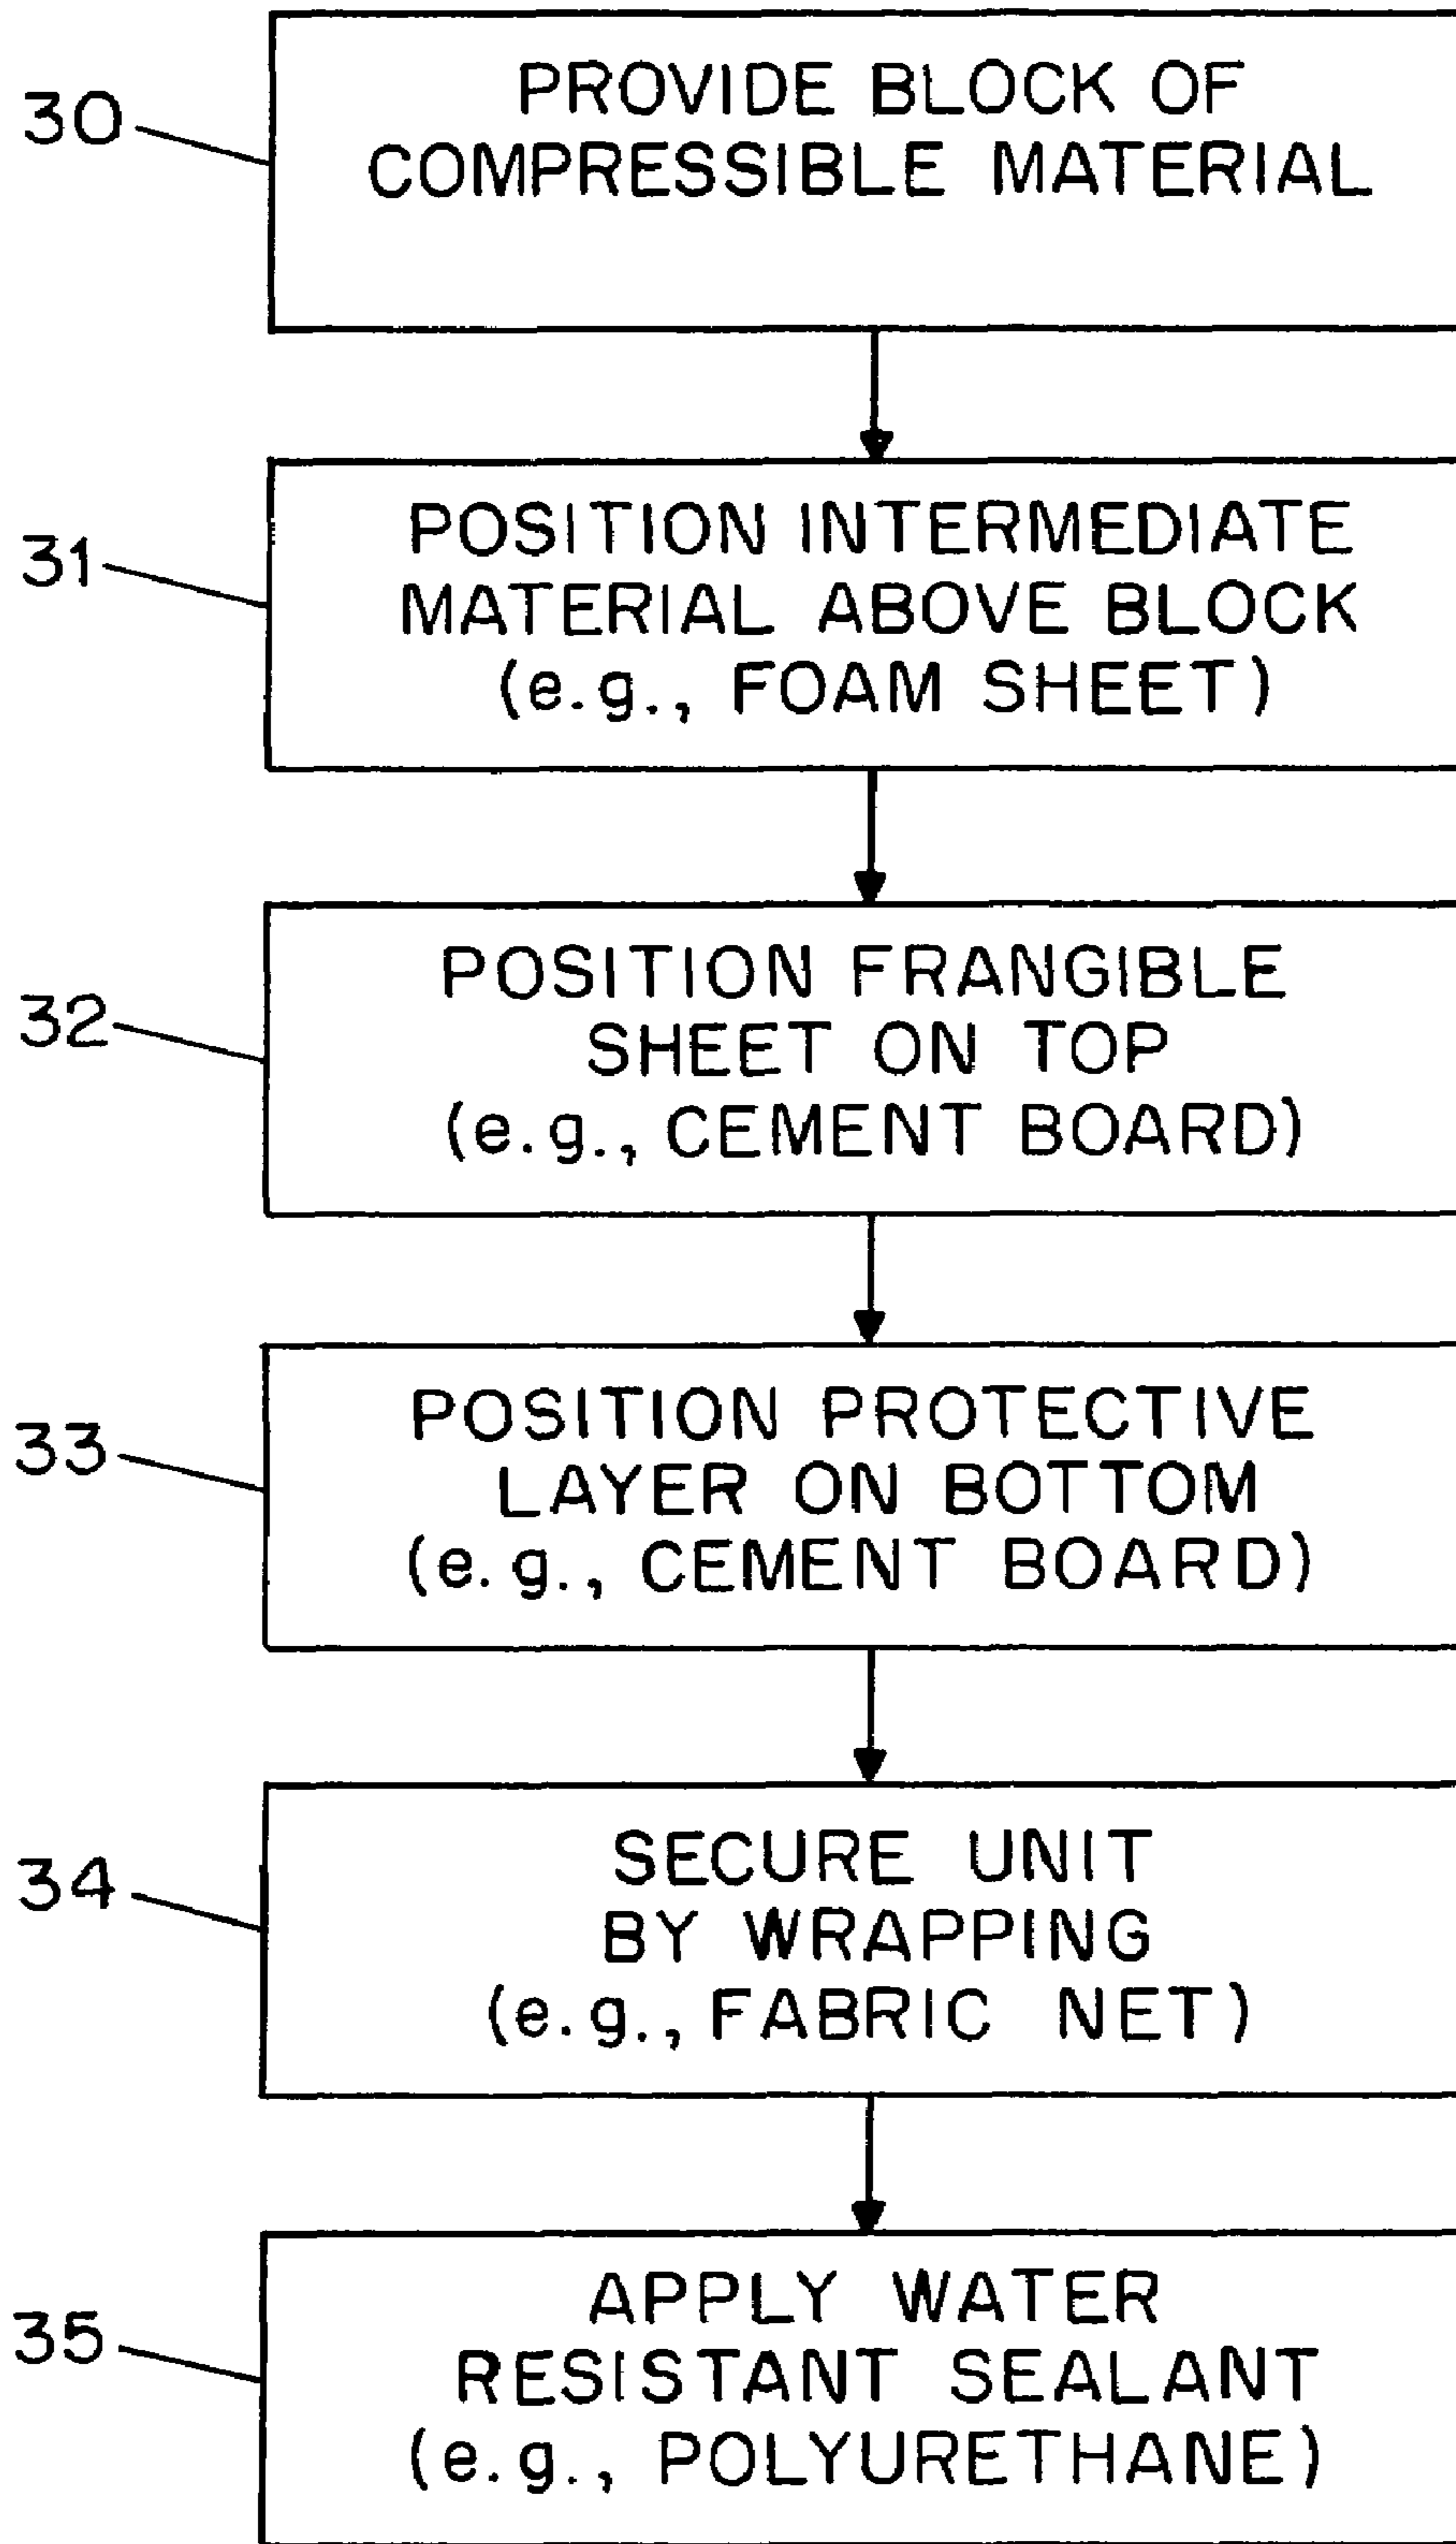 30
PROVIDE BLOCK OF
COMPRESSIBLE MATERIAL
31
POSITION INTERMEDIATE
MATERIAL ABOVE BLOCK
(e.g., FOAM SHEET)
32
POSITION FRANGIBLE
SHEET ON TOP
(e.g., CEMENT BOARD)
33
POSITION PROTECTIVE
LAYER ON BOTTOM
(e.g., CEMENT BOARD)
34
SECURE UNIT
BY WRAPPING
(e.g., FABRIC NET)
35
APPLY WATER
RESISTANT SEALANT
(e.g., POLYURETHANE)